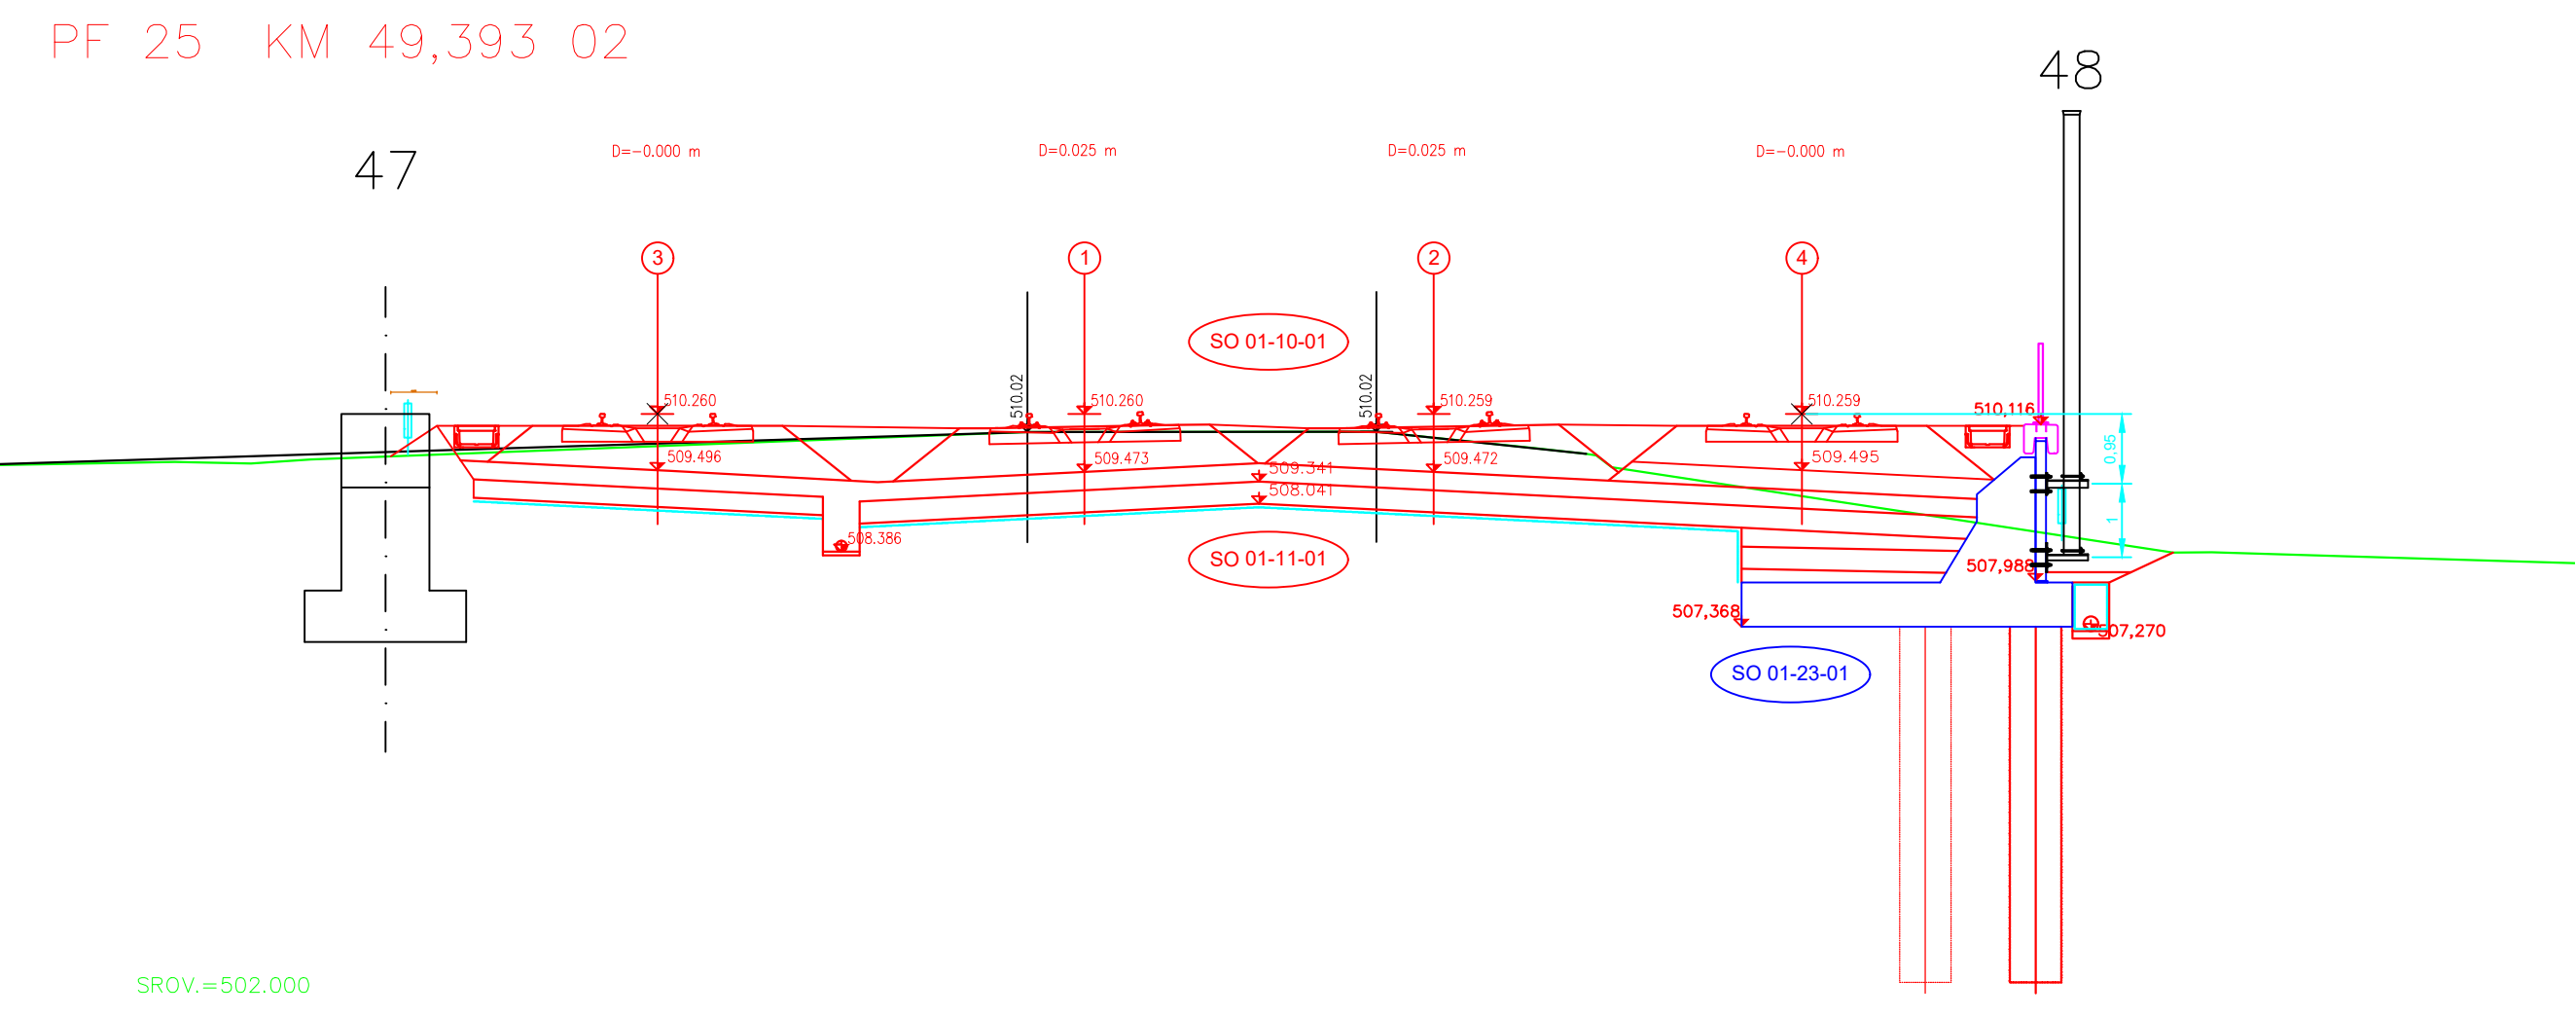 PF 25 KM 49,393 02
48
47
D=-0.000 m
D=0.025 m
D=0.025 m
D=-0.000 m
3
1
2
4
SO 01-10-01
510.02
510.02
510.260
510.260
510.259
510.259
510,116
0,95
509.496
509.473
509.472
509.495
509.341
508.041
1
508.386
SO 01-11-01
507,988
507,368
507,270
SO 01-23-01
SROV.=502.000